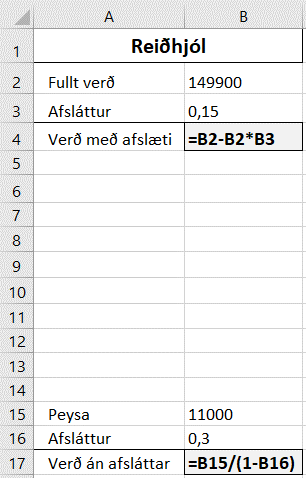 A B
1 Reiðhjól
2 Fullt verð 149900
3 Afsláttur 0,15
4 Verð með afslæti =B2-B2*B3
5
6
7
8
9
10
11
12
13
14
15 Peysa 11000
16 Afsláttur 0,3
17 Verð án afsláttar =B15/(1-B16)